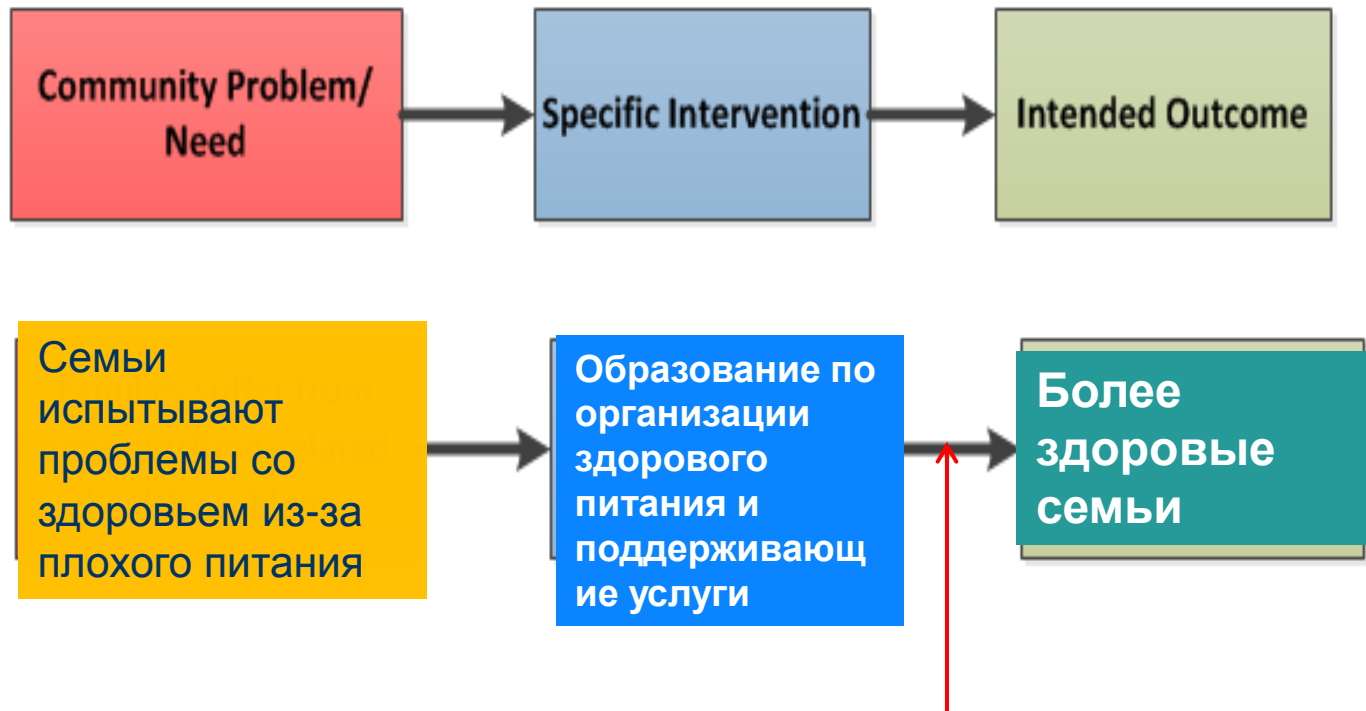 Community Problem/
Need
Specific Intervention
Intended Outcome
Семьи
испытывают
проблемы со
здоровьем из-за
плохого питания
Образование по
организации
здорового
питания и
поддерживающ
ие услуги
Более
здоровые
семьи